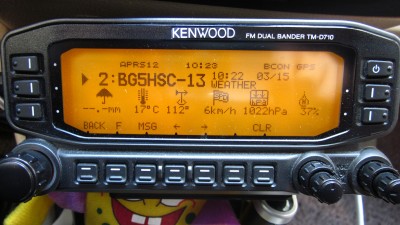 KENWOOD FM DUAL BANDER TM-D710
APRS12 10:23 BCON GPS
2:BG5HSC-13 10:22 03/15
WEATHER
--.-mm 17°C 112° 6km/h 1022hPa 37%
BACK F MSG ← → CLR